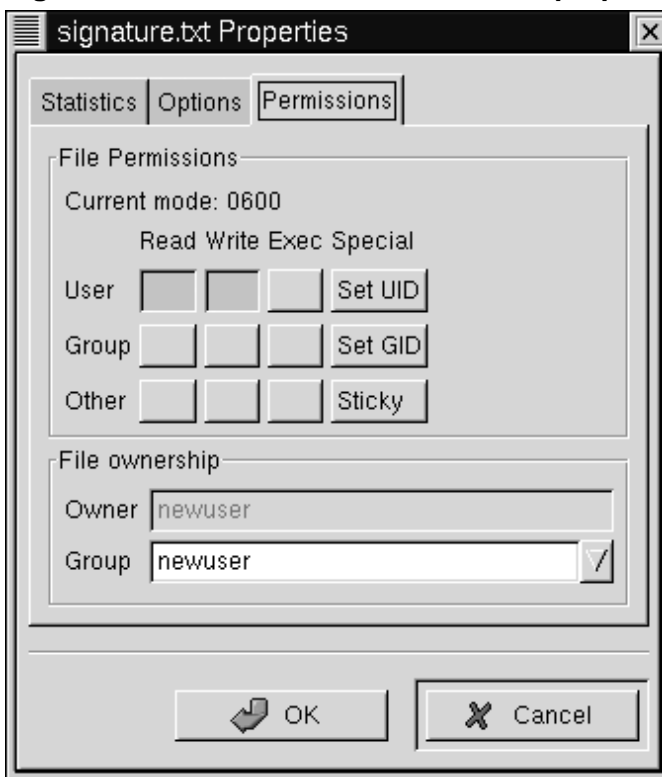 signature.txt Properties
Statistics Options Permissions
File Permissions
Current mode: 0600
Read Write Exec Special
User Set UID
Group Set GID
Other Sticky
File ownership
Owner newuser
Group newuser
OK Cancel